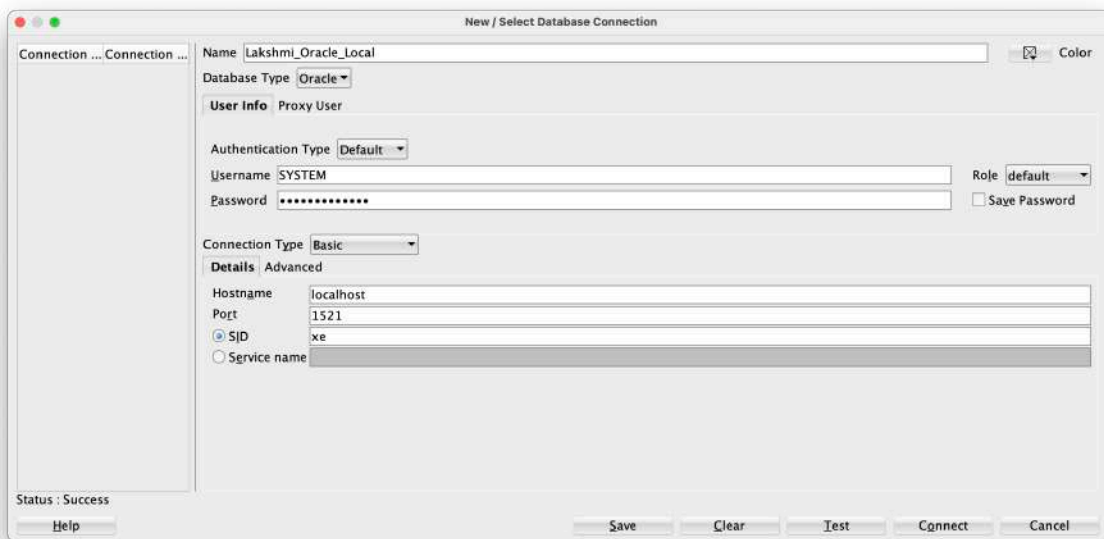 New / Select Database Connection
Connection ... Connection ...
Name Lakshmi_Oracle_Local Color
Database Type Oracle
User Info Proxy User
Authentication Type Default
Username SYSTEM Role default
Password ••••••••••••• Save Password
Connection Type Basic
Details Advanced
Hostname localhost
Port 1521
SID xe
Service name
Status : Success
Help Save Clear Test Connect Cancel